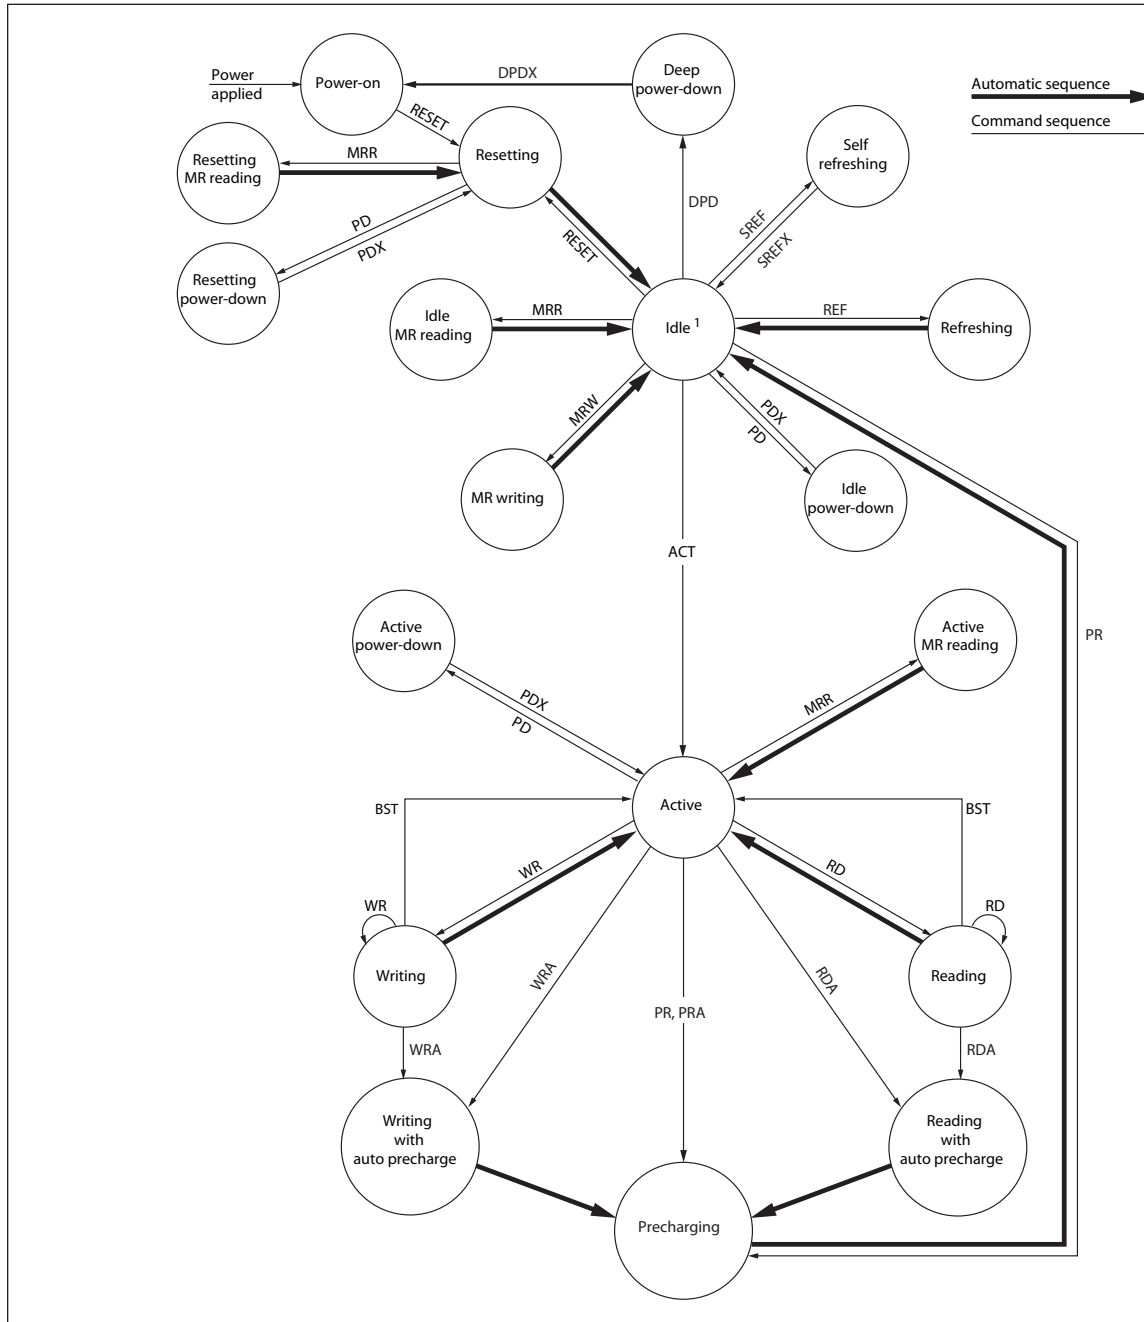 Power
applied
Power-on
DPDX
Deep
power-down
Automatic sequence
Command sequence
RESET
Resetting
MR reading
MRR
Resetting
Self
refreshing
PD
PDX
DPD
SREF
SREFX
RESET
Resetting
power-down
Idle
MR reading
MRR
Idle 1
REF
Refreshing
MRW
PDX
PD
MR writing
Idle
power-down
ACT
Active
power-down
Active
MR reading
PR
PDX
PD
MRR
Active
BST
BST
WR
RD
WR
RD
Writing
Reading
WRA
RDA
PR, PRA
WRA
RDA
Writing
with
auto precharge
Reading
with
auto precharge
Precharging